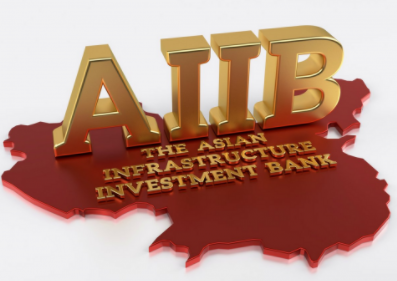 AIIB
THE ASIAN
INFRASTRUCTURE
INVESTMENT BANK